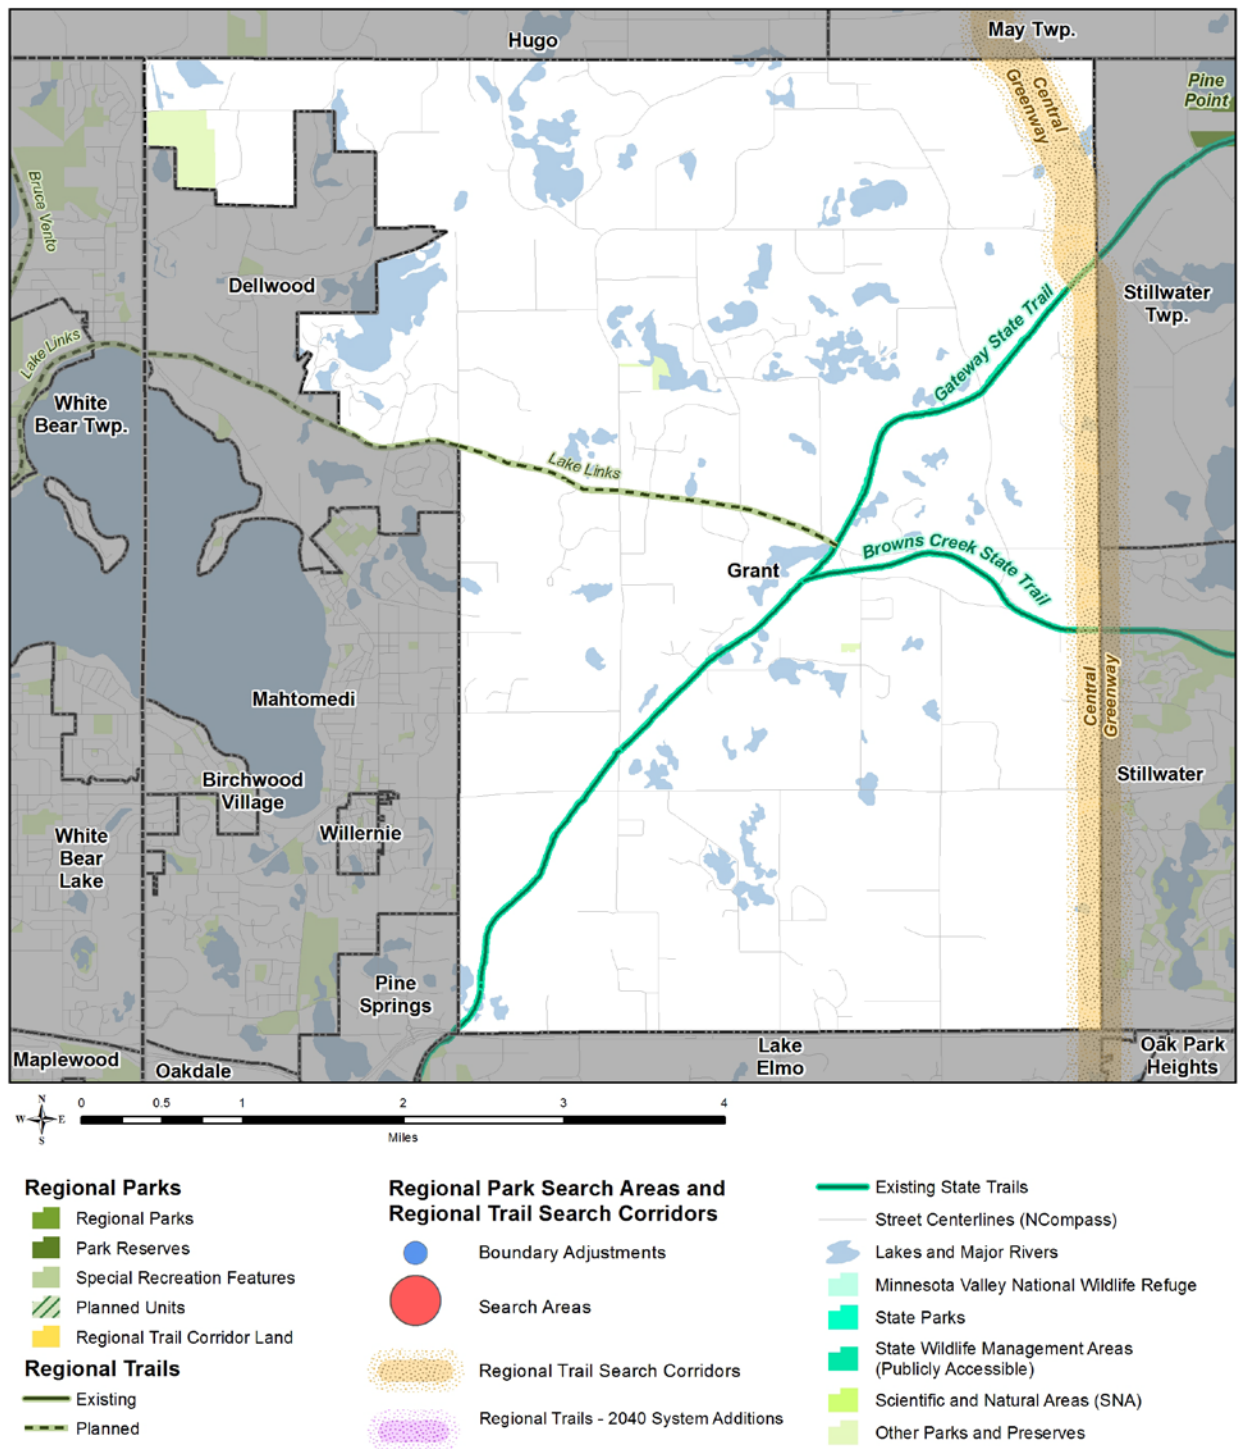 Hugo
May Twp.
Pine
Point
Central
Greenway
Bruce Vento
Dellwood
Stillwater
Twp.
Gateway State Trail
Lake Links
White
Bear Twp.
Lake Links
Browns Creek State Trail
Grant
Mahtomedi
Central
Greenway
Birchwood
Village
Stillwater
Willernie
White
Bear
Lake
Pine
Springs
Maplewood
Oakdale
Lake
Elmo
Oak Park
Heights
N
W E
S
0 0.5 1 2 3 4
Miles
Regional Parks
Regional Parks
Park Reserves
Special Recreation Features
Planned Units
Regional Trail Corridor Land
Regional Trails
Existing
Planned
Regional Park Search Areas and
Regional Trail Search Corridors
Boundary Adjustments
Search Areas
Regional Trail Search Corridors
Regional Trails - 2040 System Additions
Existing State Trails
Street Centerlines (NCompass)
Lakes and Major Rivers
Minnesota Valley National Wildlife Refuge
State Parks
State Wildlife Management Areas
(Publicly Accessible)
Scientific and Natural Areas (SNA)
Other Parks and Preserves